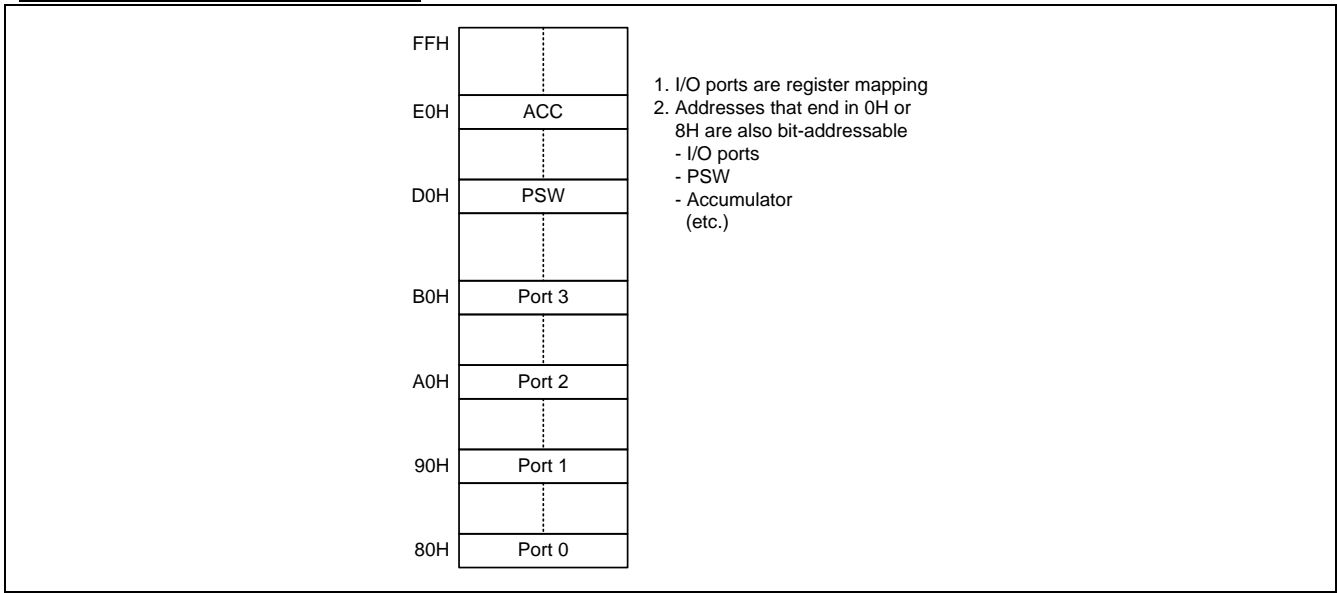 FFH
E0H ACC
D0H PSW
B0H Port 3
A0H Port 2
90H Port 1
80H Port 0
1. I/O ports are register mapping
2. Addresses that end in 0H or
8H are also bit-addressable
- I/O ports
- PSW
- Accumulator
(etc.)